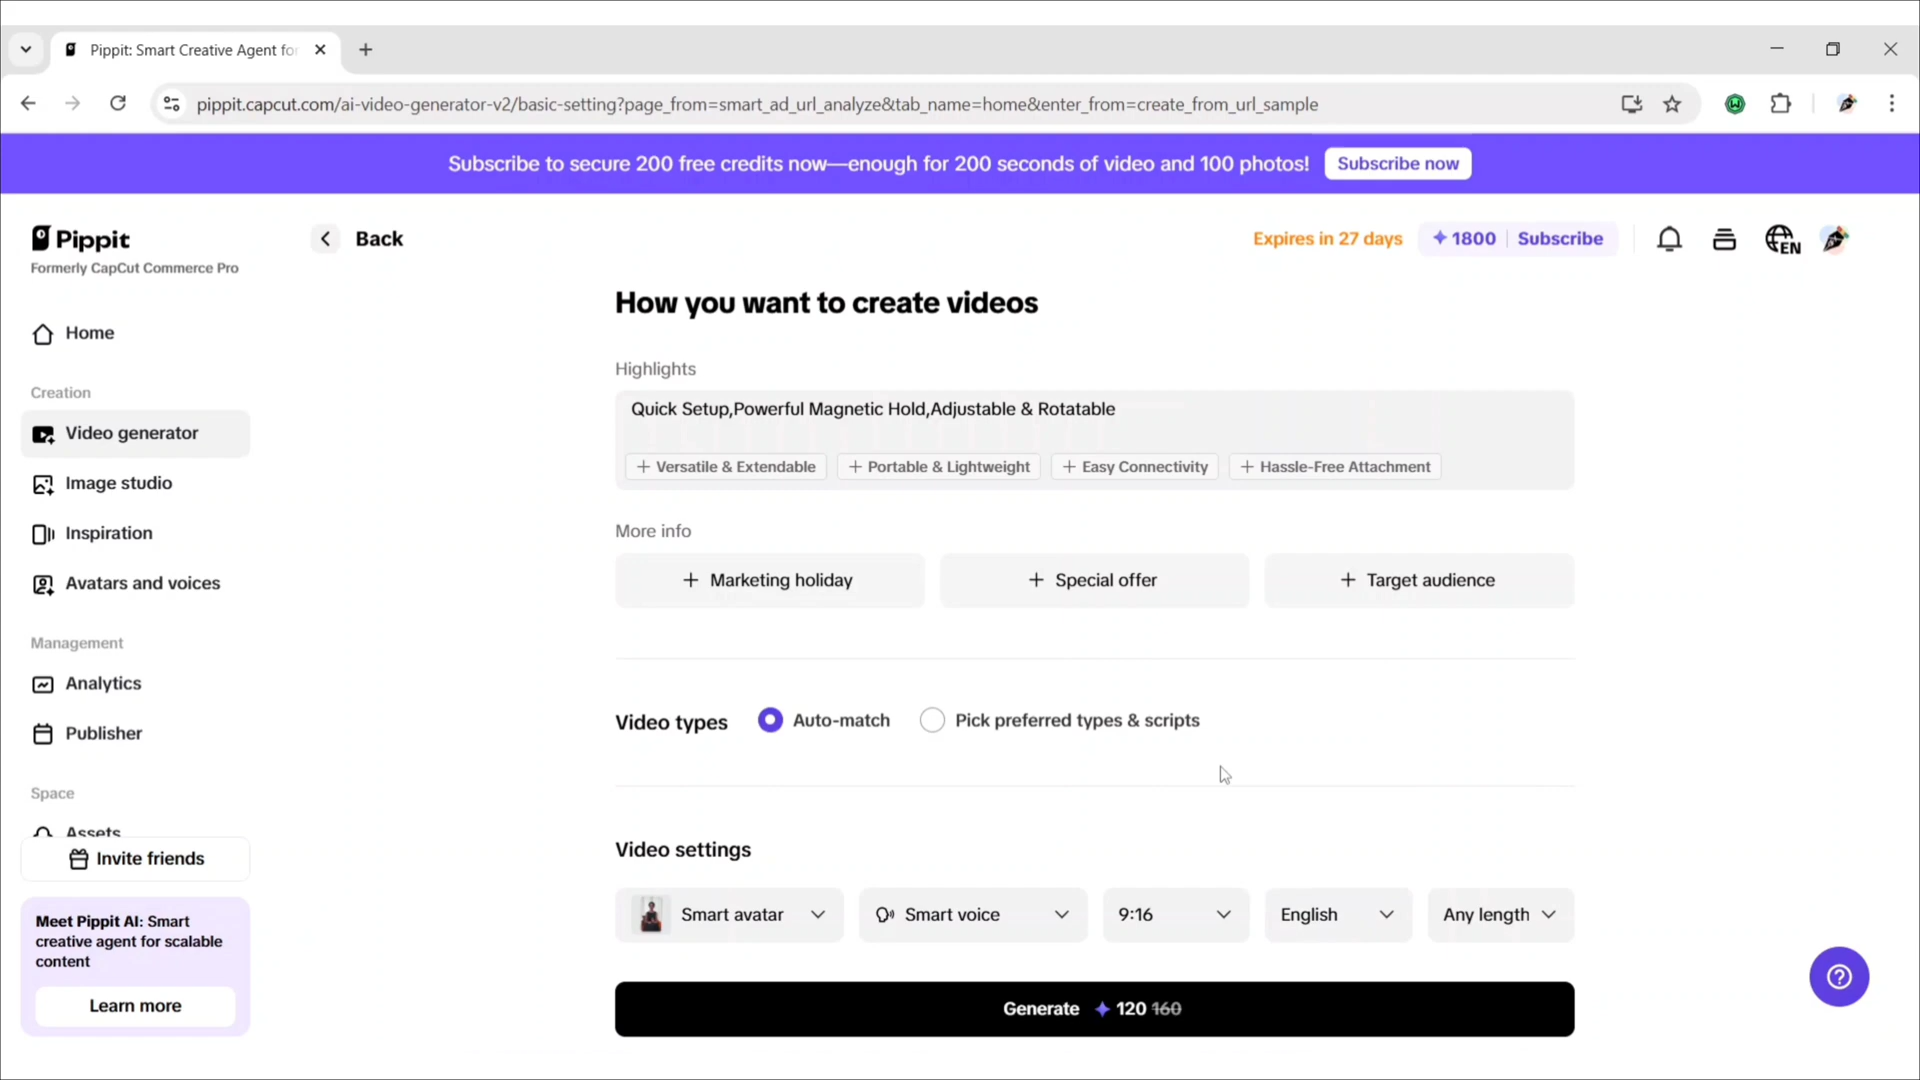 Pippit: Smart Creative Agent for
pippit.capcut.com/ai-video-generator-v2/basic-setting?page_from=smart_ad_url_analyze&tab_name=home&enter_from=create_from_url_sample
Subscribe to secure 200 free credits now—enough for 200 seconds of video and 100 photos! Subscribe now
Pippit
Formerly CapCut Commerce Pro
Back
Expires in 27 days 1800 Subscribe EN
Home
Creation
Video generator
Image studio
Inspiration
Avatars and voices
Management
Analytics
Publisher
Space
Assets
Invite friends
Meet Pippit AI: Smart
creative agent for scalable
content
Learn more
How you want to create videos
Highlights
Quick Setup,Powerful Magnetic Hold,Adjustable & Rotatable
+ Versatile & Extendable + Portable & Lightweight + Easy Connectivity + Hassle-Free Attachment
More info
+ Marketing holiday + Special offer + Target audience
Video types Auto-match Pick preferred types & scripts
Video settings
Smart avatar Smart voice 9:16 English Any length
Generate 120 160